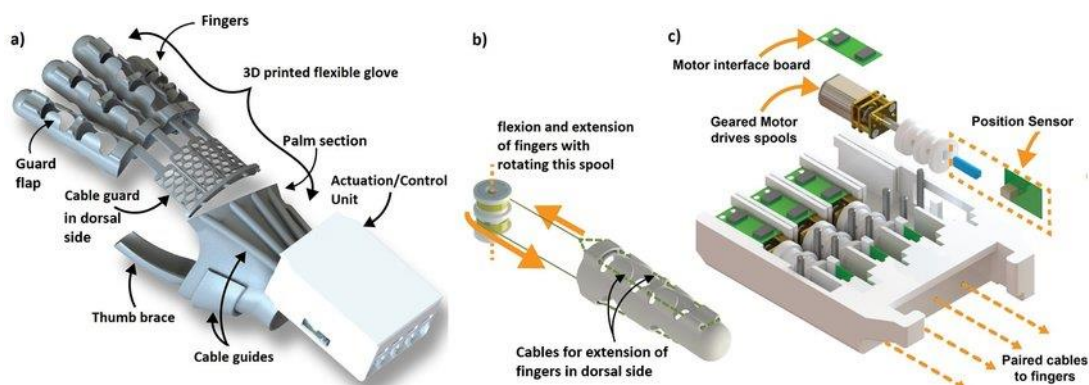 a)
Fingers
3D printed flexible glove
Palm section
Guard
flap
Cable guard
in dorsal
side
Actuation/Control
Unit
Thumb brace
Cable guides
b)
flexion and extension
of fingers with
rotating this spool
Cables for extension of
fingers in dorsal side
c)
Motor interface board
Geared Motor
drives spools
Position Sensor
Paired cables
to fingers